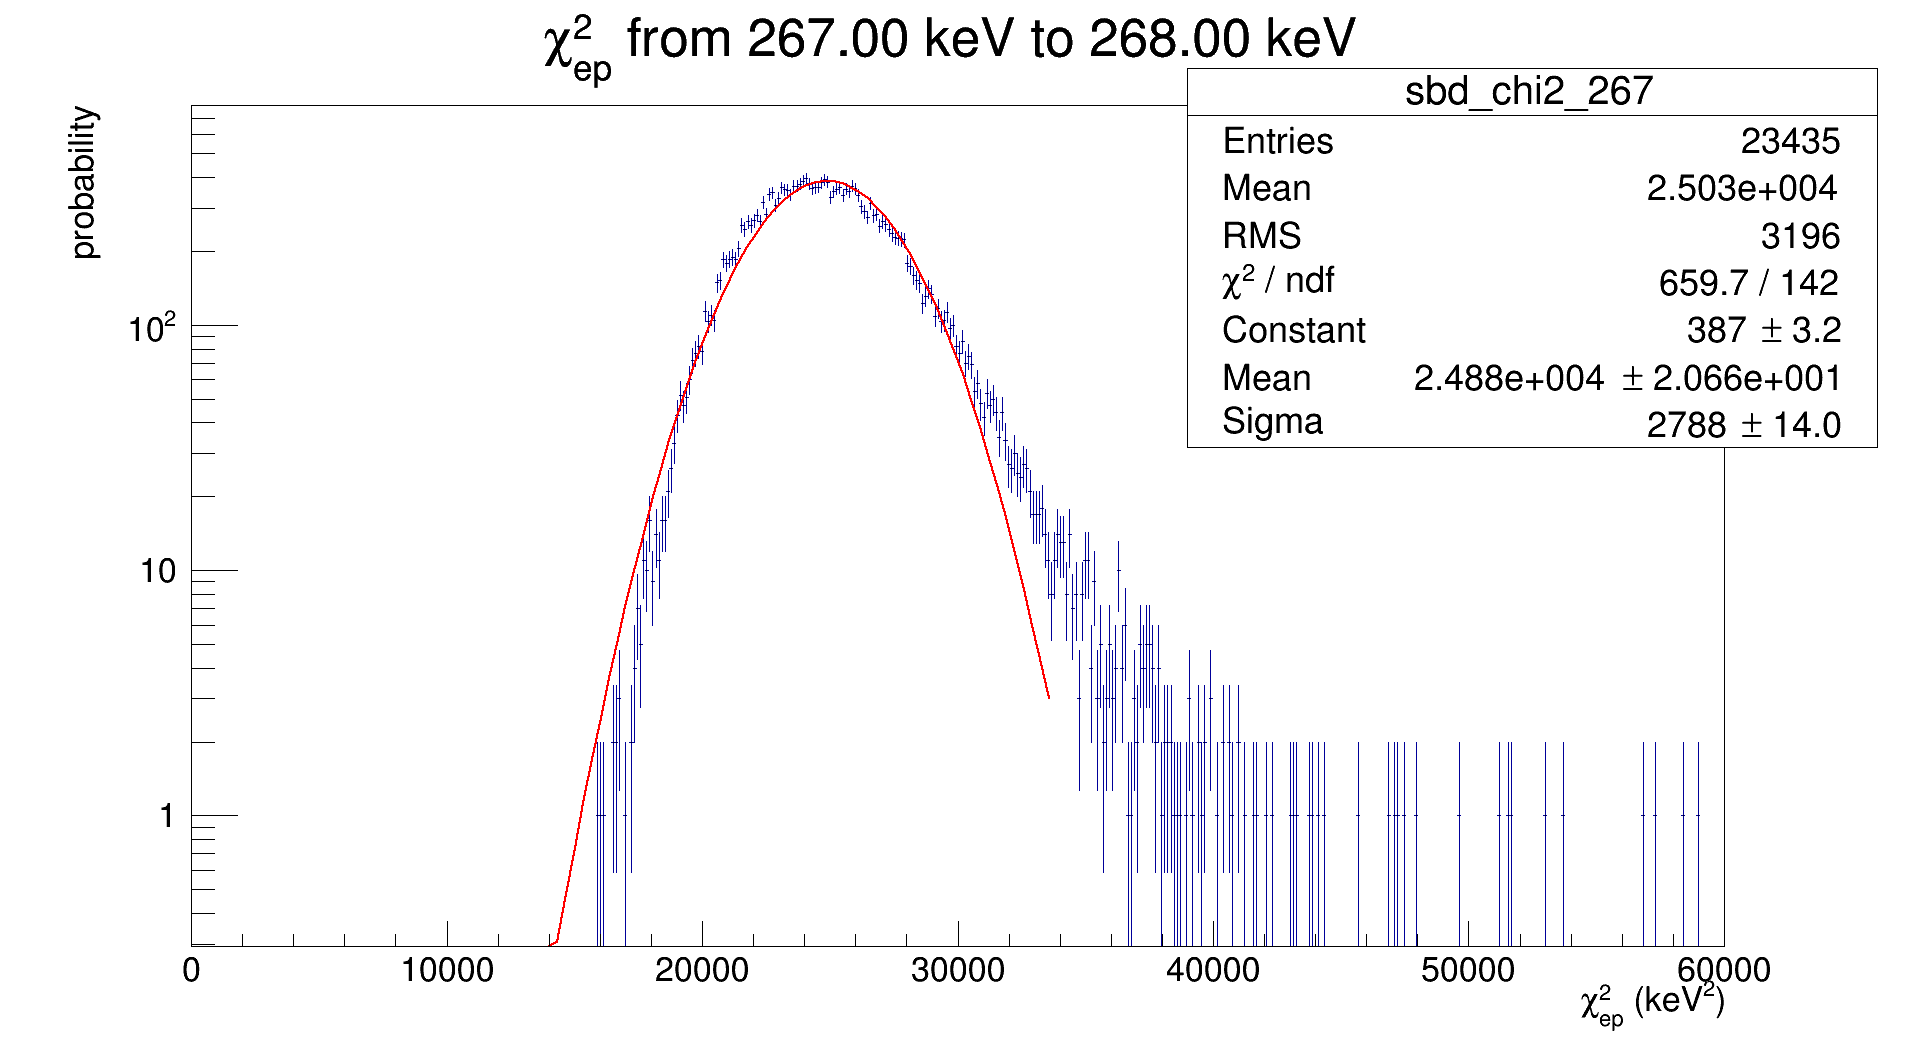 χ²ep from 267.00 keV to 268.00 keV
sbd_chi2_267
Entries 23435
Mean 2.503e+004
RMS 3196
χ² / ndf 659.7 / 142
Constant 387 ± 3.2
Mean 2.488e+004 ± 2.066e+001
Sigma 2788 ± 14.0
probability
10²
10
1
0 10000 20000 30000 40000 50000 60000
χ²ep (keV²)